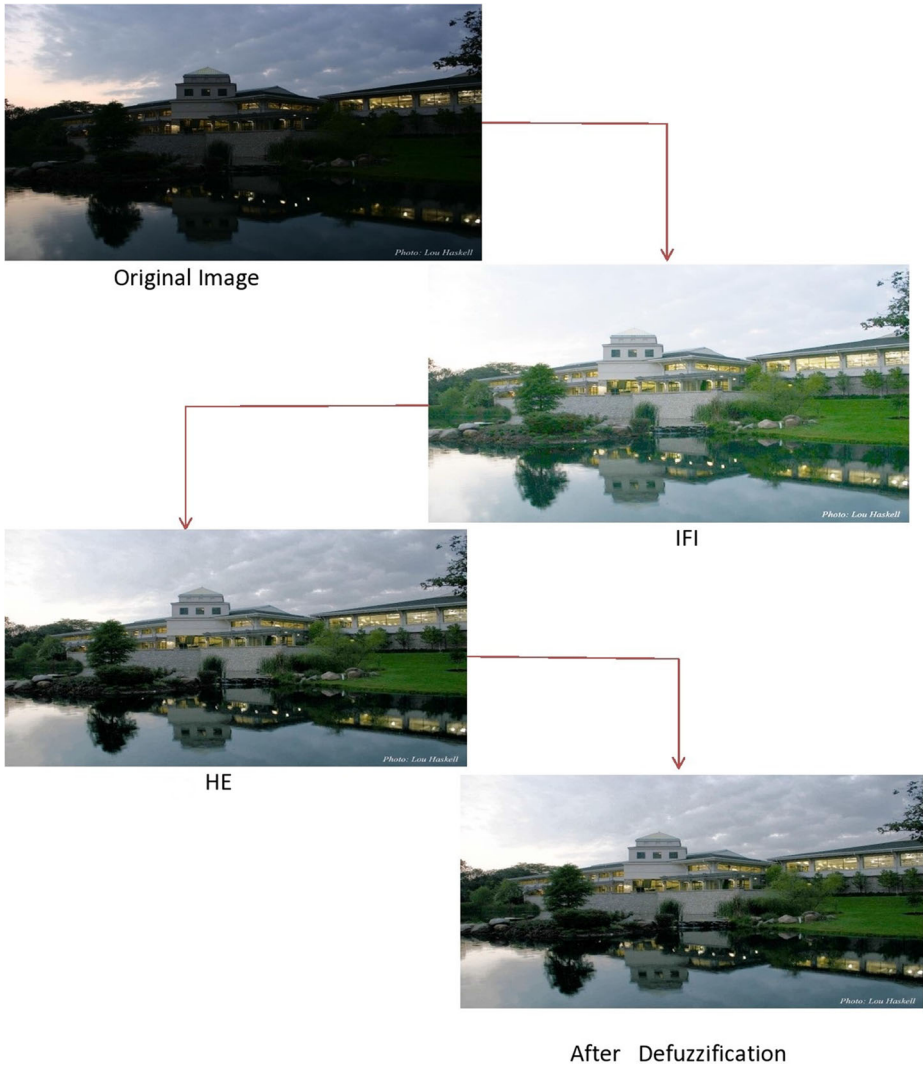 Photo: Lou Haskell
Original Image
Photo: Lou Haskell
IFI
Photo: Lou Haskell
HE
Photo: Lou Haskell
After Defuzzification